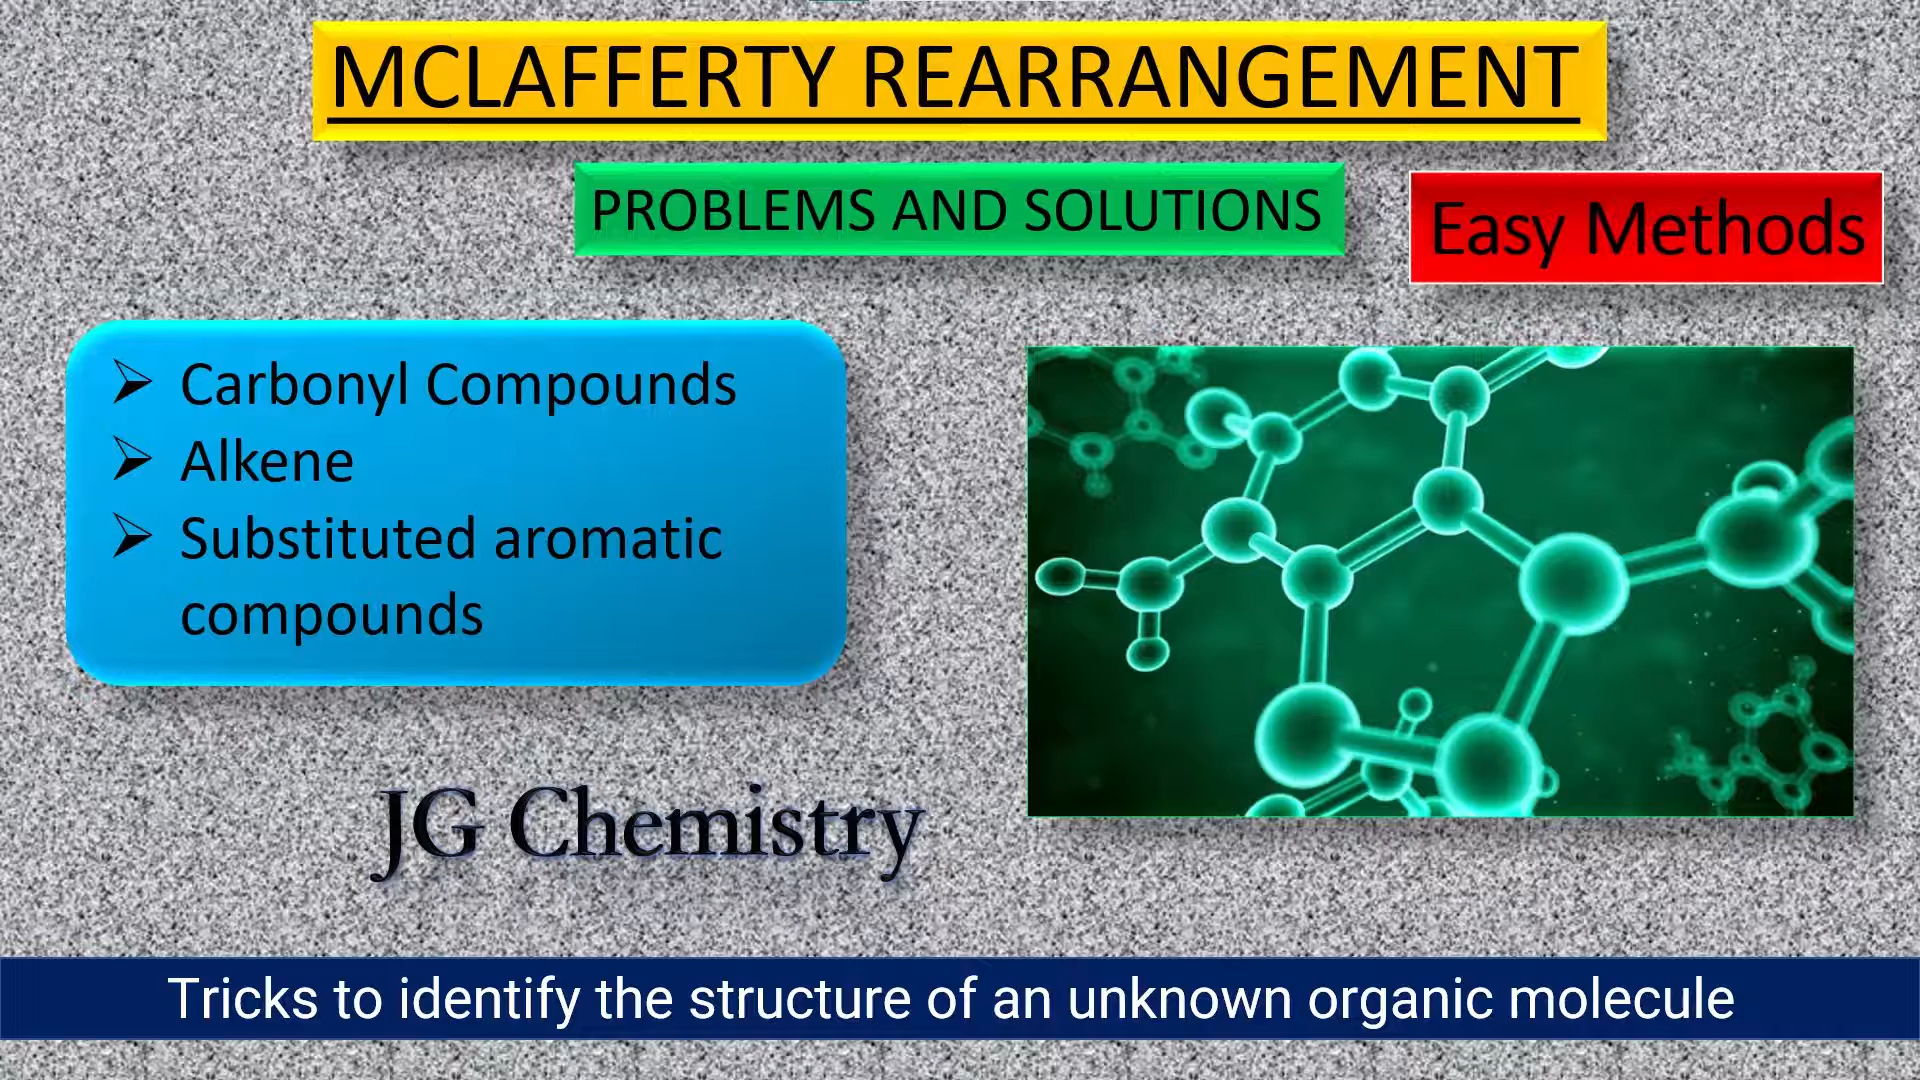 MCLAFFERTY REARRANGEMENT
PROBLEMS AND SOLUTIONS
Easy Methods
Carbonyl Compounds
Alkene
Substituted aromatic
compounds
JG Chemistry
Tricks to identify the structure of an unknown organic molecule